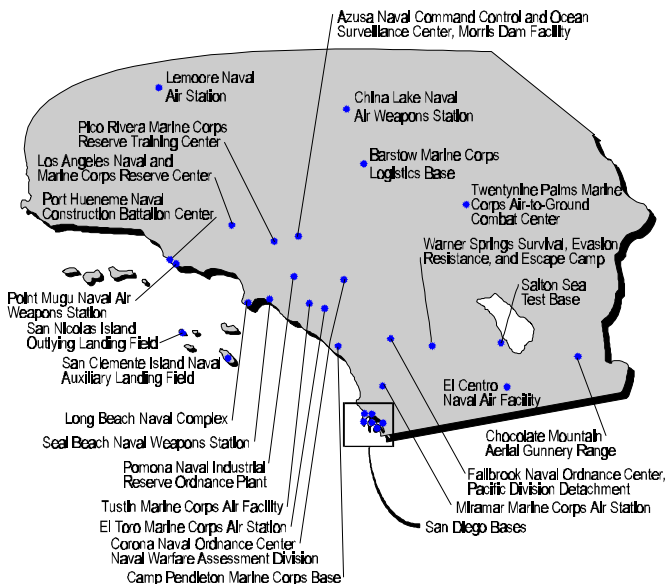 Azusa Naval Command Control and Ocean
Surveillance Center, Morris Dam Facility
Lemoore Naval
Air Station
China Lake Naval
Air Weapons Station
Pico Rivera Marine Corps
Reserve Training Center
Los Angeles Naval and
Marine Corps Reserve Center
Barstow Marine Corps
Logistics Base
Port Hueneme Naval
Construction Battalion Center
Twentynine Palms Marine
Corps Air-to-Ground
Combat Center
Warner Springs Survival, Evasion
Resistance, and Escape Camp
Salton Sea
Test Base
Point Mugu Naval Air
Weapons Station
San Nicolas Island
Outlying Landing Field
San Clemente Island Naval
Auxiliary Landing Field
El Centro
Naval Air Facility
Long Beach Naval Complex
Seal Beach Naval Weapons Station
Chocolate Mountain
Aerial Gunnery Range
Pomona Naval Industrial
Reserve Ordnance Plant
Fallbrook Naval Ordnance Center,
Pacific Division Detachment
Tustin Marine Corps Air Facility
Miramar Marine Corps Air Station
El Toro Marine Corps Air Station
San Diego Bases
Corona Naval Ordnance Center
Naval Warfare Assessment Division
Camp Pendleton Marine Corps Base